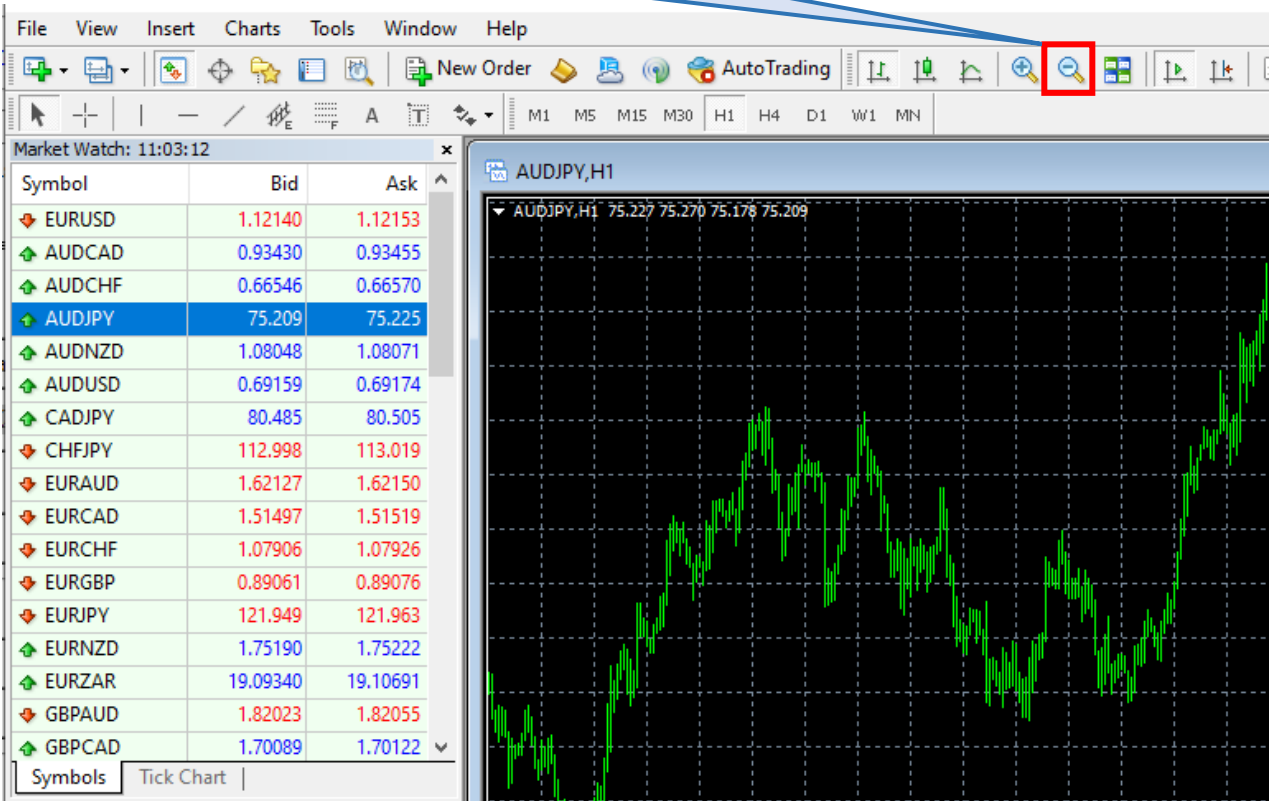 File View Insert Charts Tools Window Help
New Order AutoTrading
E F A T M1 M5 M15 M30 H1 H4 D1 W1 MN
Market Watch: 11:03:12 x
AUDJPY,H1
Symbol Bid Ask
AUDJPY,H1 75.227 75.270 75.178 75.209
EURUSD 1.12140 1.12153
AUDCAD 0.93430 0.93455
AUDCHF 0.66546 0.66570
AUDJPY 75.209 75.225
AUDNZD 1.08048 1.08071
AUDUSD 0.69159 0.69174
CADJPY 80.485 80.505
CHFJPY 112.998 113.019
EURAUD 1.62127 1.62150
EURCAD 1.51497 1.51519
EURCHF 1.07906 1.07926
EURGBP 0.89061 0.89076
EURJPY 121.949 121.963
EURNZD 1.75190 1.75222
EURZAR 19.09340 19.10691
GBPAUD 1.82023 1.82055
GBPCAD 1.70089 1.70122
Symbols Tick Chart